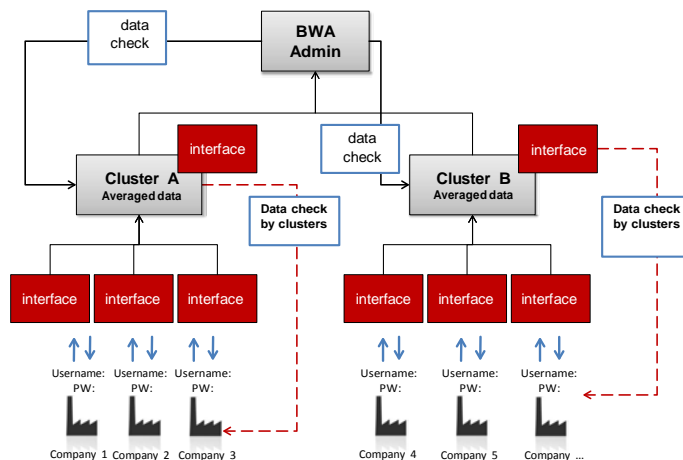 data
check
BWA
Admin
interface
data
check
interface
Cluster A
Averaged data
Cluster B
Averaged data
Data check
by clusters
Data check
by clusters
interface
interface
interface
interface
interface
interface
Username:
PW:
Username:
PW:
Username:
PW:
Username:
PW:
Username:
PW:
Username:
PW:
Company 1
Company 2
Company 3
Company 4
Company 5
Company ...